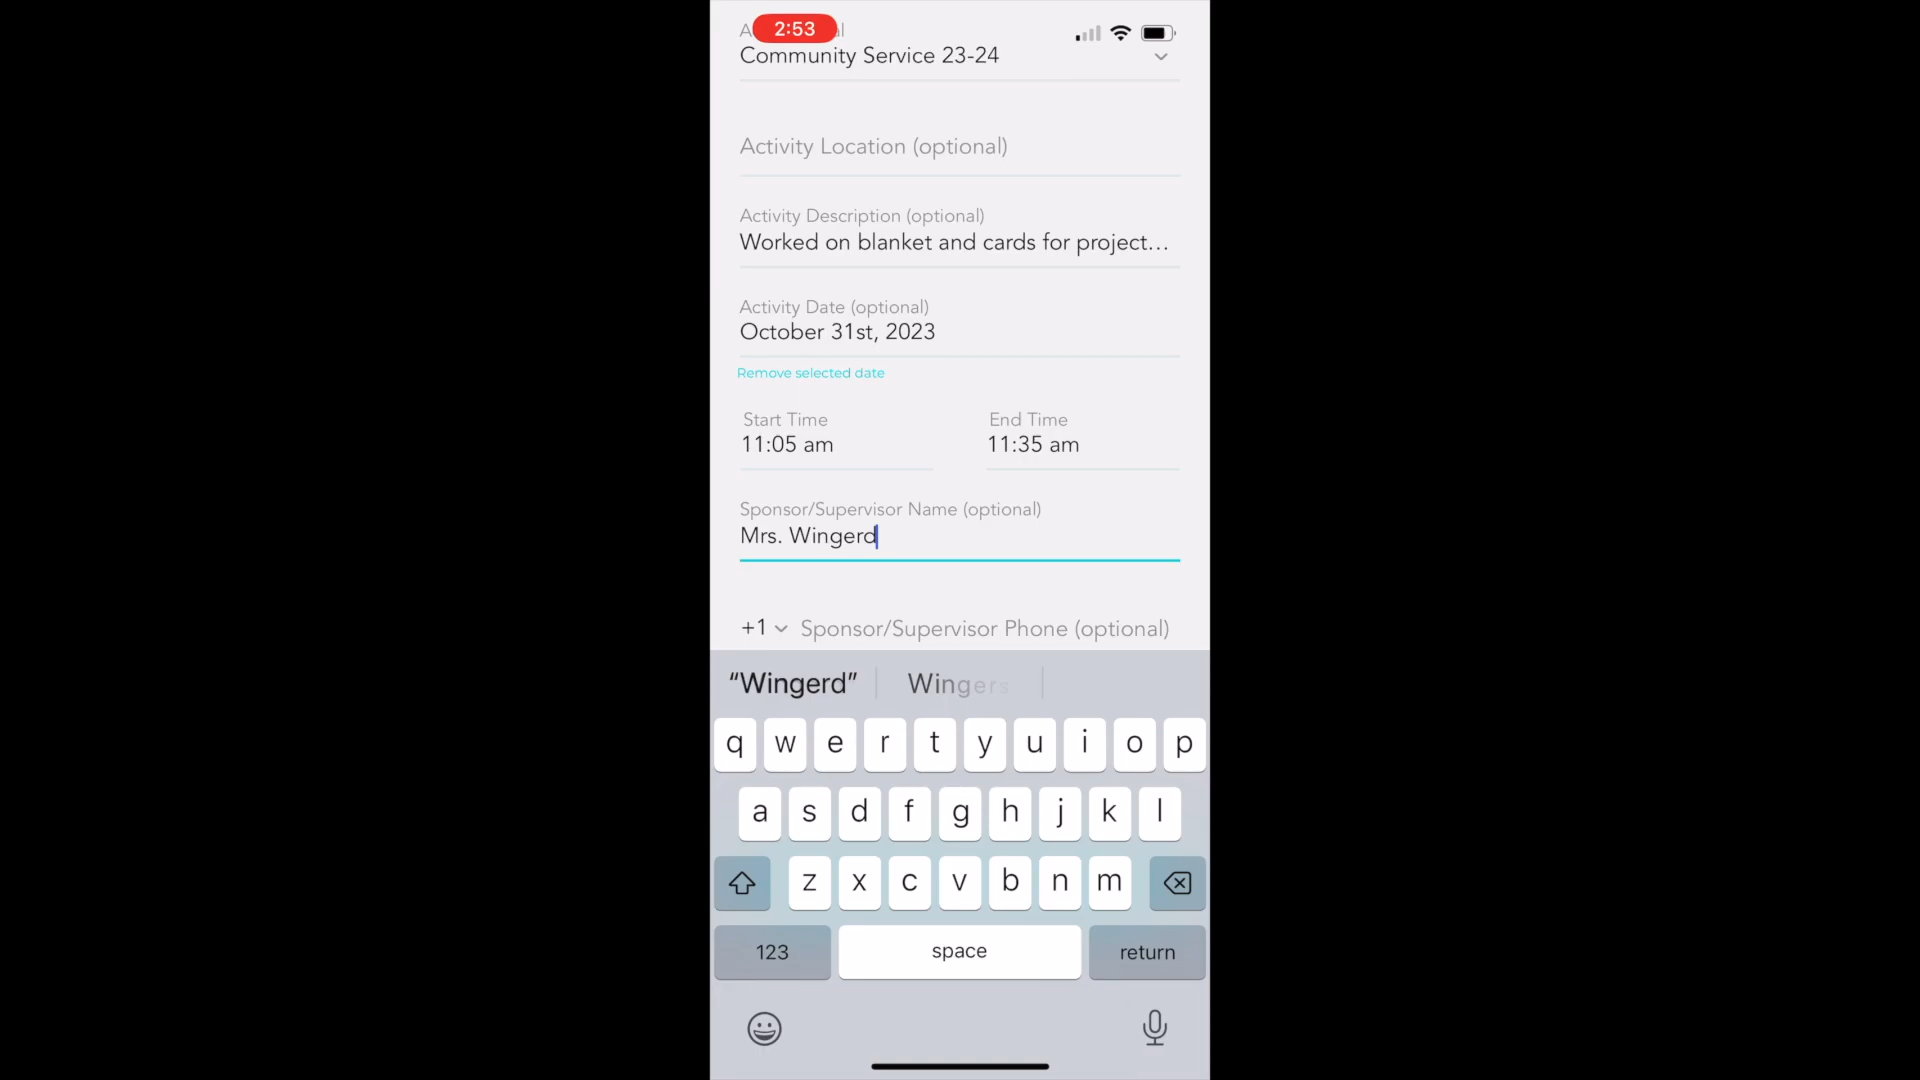 2:53
Community Service 23-24
Activity Location (optional)
Activity Description (optional)
Worked on blanket and cards for project...
Activity Date (optional)
October 31st, 2023
Remove selected date
Start Time End Time
11:05 am 11:35 am
Sponsor/Supervisor Name (optional)
Mrs. Wingerd
+1 Sponsor/Supervisor Phone (optional)
“Wingerd” Wingers
q w e r t y u i o p
a s d f g h j k l
z x c v b n m
123 space return